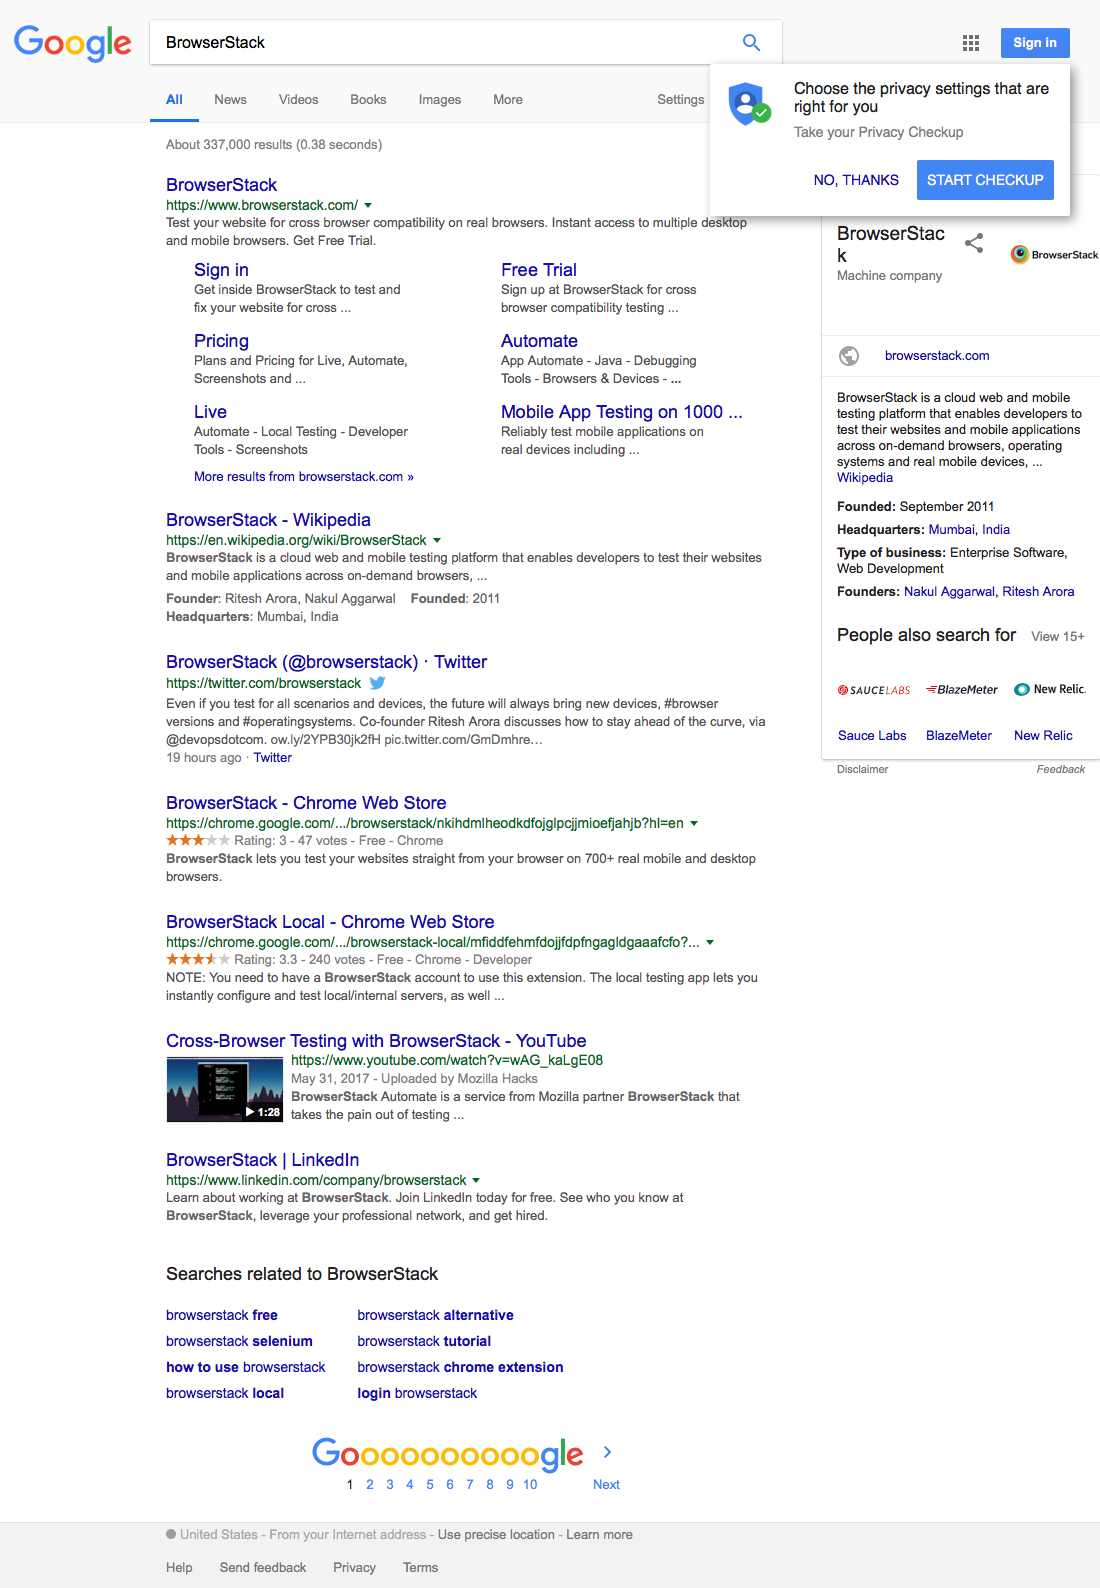 Google
BrowserStack
Sign in
All News Videos Books Images More Settings
Choose the privacy settings that are
right for you
Take your Privacy Checkup
NO, THANKS START CHECKUP
About 337,000 results (0.38 seconds)
BrowserStack
https://www.browserstack.com/
Test your website for cross browser compatibility on real browsers. Instant access to multiple desktop
and mobile browsers. Get Free Trial.
Sign in
Get inside BrowserStack to test and
fix your website for cross ...
Free Trial
Sign up at BrowserStack for cross
browser compatibility testing ...
Pricing
Plans and Pricing for Live, Automate,
Screenshots and ...
Automate
App Automate - Java - Debugging
Tools - Browsers & Devices - ...
Live
Automate - Local Testing - Developer
Tools - Screenshots
Mobile App Testing on 1000 ...
Reliably test mobile applications on
real devices including ...
More results from browserstack.com »
BrowserStack - Wikipedia
https://en.wikipedia.org/wiki/BrowserStack
BrowserStack is a cloud web and mobile testing platform that enables developers to test their websites
and mobile applications across on-demand browsers, ...
Founder: Ritesh Arora, Nakul Aggarwal Founded: 2011
Headquarters: Mumbai, India
BrowserStack (@browserstack) · Twitter
https://twitter.com/browserstack
Even if you test for all scenarios and devices, the future will always bring new devices, #browser
versions and #operatingsystems. Co-founder Ritesh Arora discusses how to stay ahead of the curve, via
@devopsdotcom. ow.ly/2YPB30jk2fH pic.twitter.com/GmDmhre…
19 hours ago · Twitter
BrowserStack - Chrome Web Store
https://chrome.google.com/.../browserstack/nkihdmlheodkdfojglpcjjmioefjahjb?hl=en
Rating: 3 - 47 votes - Free - Chrome
BrowserStack lets you test your websites straight from your browser on 700+ real mobile and desktop
browsers.
BrowserStack Local - Chrome Web Store
https://chrome.google.com/.../browserstack-local/mfiddfehmfdojjfdpfngagldgaaafcfo?...
Rating: 3.3 - 240 votes - Free - Chrome - Developer
NOTE: You need to have a BrowserStack account to use this extension. The local testing app lets you
instantly configure and test local/internal servers, as well ...
Cross-Browser Testing with BrowserStack - YouTube
https://www.youtube.com/watch?v=wAG_kaLgE08
May 31, 2017 - Uploaded by Mozilla Hacks
BrowserStack Automate is a service from Mozilla partner BrowserStack that
takes the pain out of testing ...
1:28
BrowserStack | LinkedIn
https://www.linkedin.com/company/browserstack
Learn about working at BrowserStack. Join LinkedIn today for free. See who you know at
BrowserStack, leverage your professional network, and get hired.
BrowserStac
k
Machine company
BrowserStack
browserstack.com
BrowserStack is a cloud web and mobile
testing platform that enables developers to
test their websites and mobile applications
across on-demand browsers, operating
systems and real mobile devices, ...
Wikipedia
Founded: September 2011
Headquarters: Mumbai, India
Type of business: Enterprise Software,
Web Development
Founders: Nakul Aggarwal, Ritesh Arora
People also search for View 15+
SAUCELABS BlazeMeter New Relic.
Sauce Labs BlazeMeter New Relic
Disclaimer Feedback
Searches related to BrowserStack
browserstack free browserstack alternative
browserstack selenium browserstack tutorial
how to use browserstack browserstack chrome extension
browserstack local login browserstack
Goooooooooogle
1 2 3 4 5 6 7 8 9 10 Next
United States - From your Internet address - Use precise location - Learn more
Help Send feedback Privacy Terms